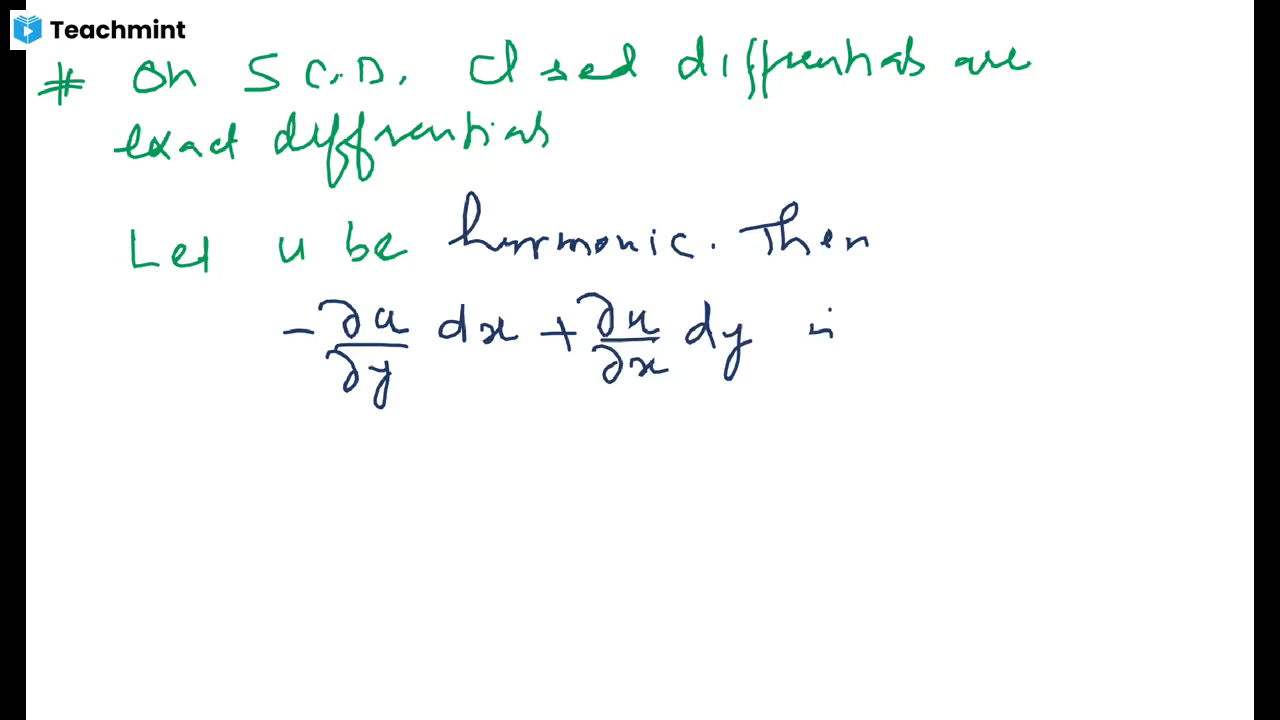 Teachmint
# On S.C.D. closed differentials are
exact differentials
Let u be harmonic. Then
-∂u/∂y dx + ∂u/∂x dy i